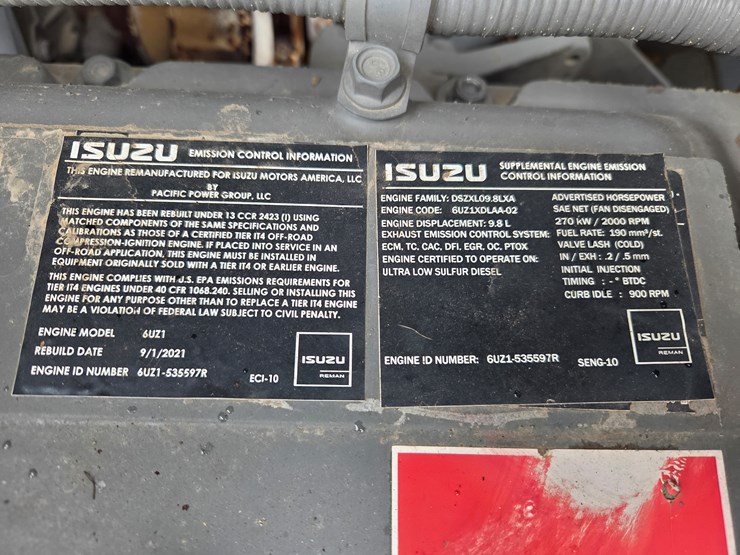 ISUZU EMISSION CONTROL INFORMATION
THIS ENGINE REMANUFACTURED FOR ISUZU MOTORS AMERICA, LLC
BY
PACIFIC POWER GROUP, LLC
THIS ENGINE HAS BEEN REBUILT UNDER 13 CCR 2423 (l) USING
MATCHED COMPONENTS OF THE SAME SPECIFICATIONS AND
CALIBRATIONS AS THOSE OF A CERTIFIED TIER IT4 OFF-ROAD
COMPRESSION-IGNITION ENGINE. IF PLACED INTO SERVICE IN AN
OFF-ROAD APPLICATION, THIS ENGINE MUST BE INSTALLED IN
EQUIPMENT ORIGINALLY SOLD WITH A TIER IT4 OR EARLIER ENGINE.
THIS ENGINE COMPLIES WITH U.S. EPA EMISSIONS REQUIREMENTS FOR
TIER IT4 ENGINES UNDER 40 CFR 1068.240. SELLING OR INSTALLING THIS
ENGINE FOR ANY PURPOSE OTHER THAN TO REPLACE A TIER IT4 ENGINE
MAY BE A VIOLATION OF FEDERAL LAW SUBJECT TO CIVIL PENALTY.
ENGINE MODEL 6UZ1
REBUILD DATE 9/1/2021
ENGINE ID NUMBER 6UZ1-535597R
ECI-10
ISUZU
REMAN
ISUZU SUPPLEMENTAL ENGINE EMISSION
CONTROL INFORMATION
ENGINE FAMILY: DSZXL09.8LXA
ENGINE CODE: 6UZ1XDLAA-02
ENGINE DISPLACEMENT: 9.8 L
EXHAUST EMISSION CONTROL SYSTEM:
ECM, TC, CAC, DFI, EGR, OC, PTOX
ENGINE CERTIFIED TO OPERATE ON:
ULTRA LOW SULFUR DIESEL
ADVERTISED HORSEPOWER
SAE NET (FAN DISENGAGED)
270 kW / 2000 RPM
FUEL RATE: 190 mm³/st.
VALVE LASH (COLD)
IN / EXH : .2 / .5 mm
INITIAL INJECTION
TIMING : -° BTDC
CURB IDLE : 900 RPM
ENGINE ID NUMBER: 6UZ1-535597R
SENG-10
ISUZU
REMAN